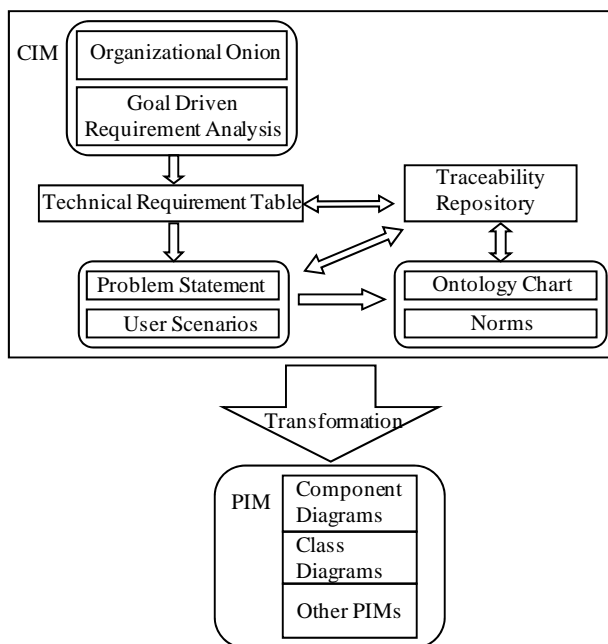 CIM
Organizational Onion
Goal Driven
Requirement Analysis
Technical Requirement Table
Traceability
Repository
Problem Statement
User Scenarios
Ontology Chart
Norms
Transformation
PIM
Component
Diagrams
Class
Diagrams
Other PIMs